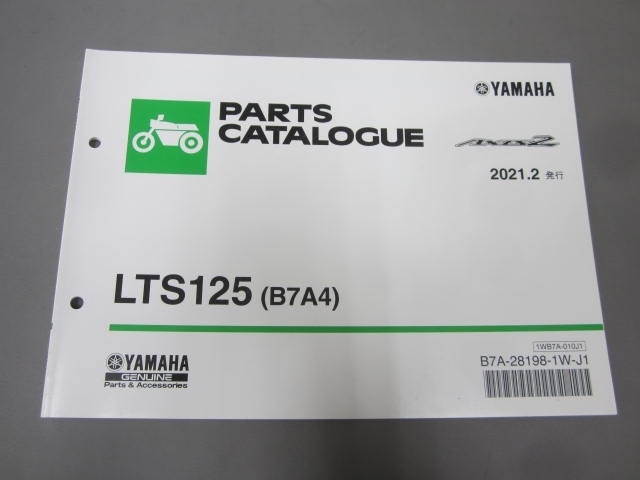 YAMAHA
PARTS
CATALOGUE
AXIS Z
2021.2 発行
LTS125 (B7A4)
1WB7A-010J1
YAMAHA
GENUINE
Parts & Accessories
B7A-28198-1W-J1